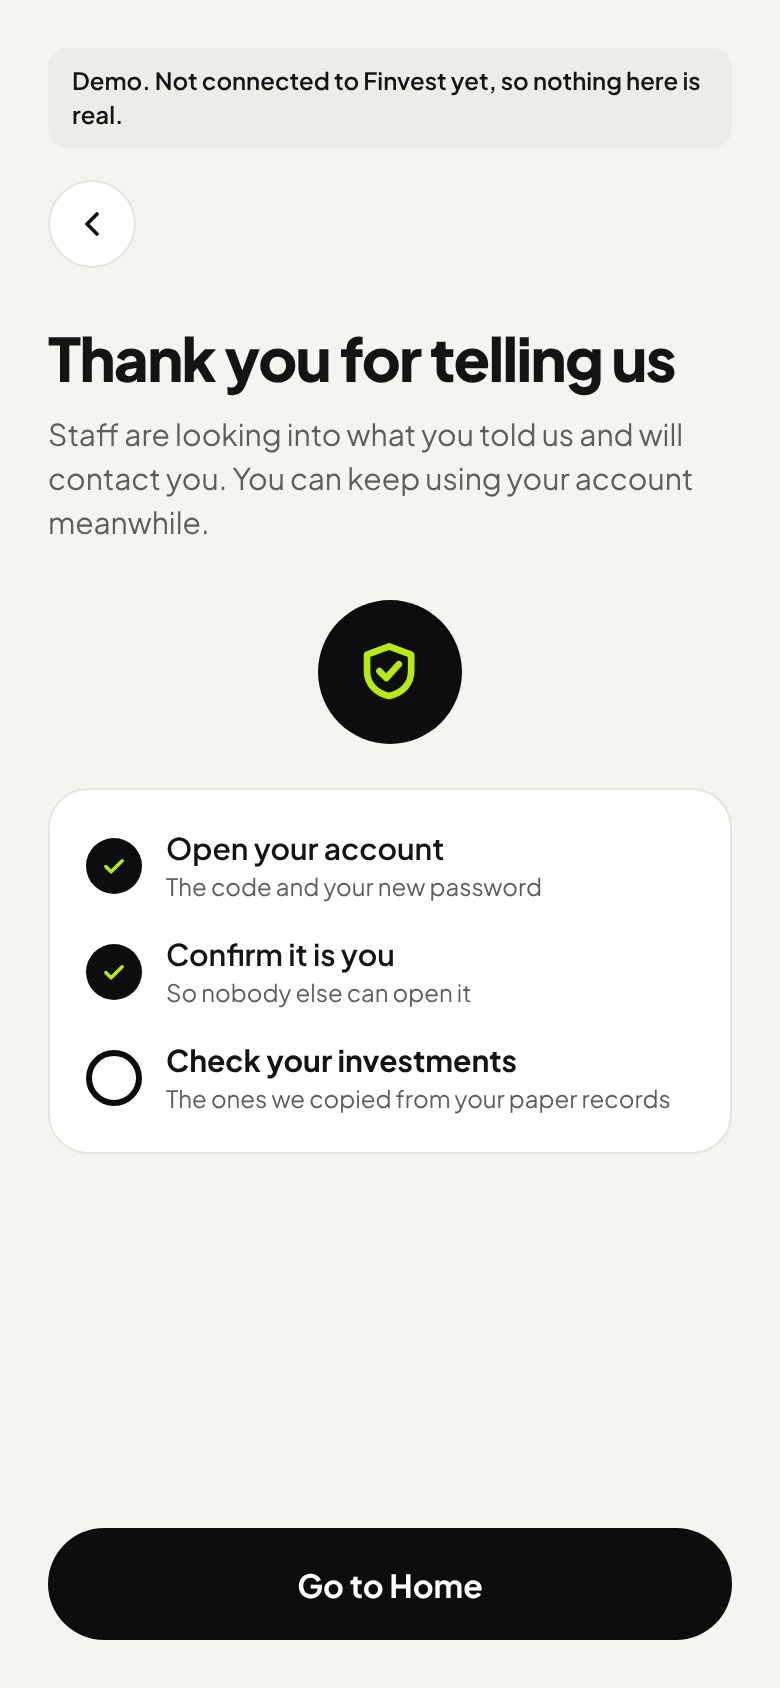 Demo. Not connected to Finvest yet, so nothing here is
real.
Thank you for telling us
Staff are looking into what you told us and will
contact you. You can keep using your account
meanwhile.
Open your account
The code and your new password
Confirm it is you
So nobody else can open it
Check your investments
The ones we copied from your paper records
Go to Home